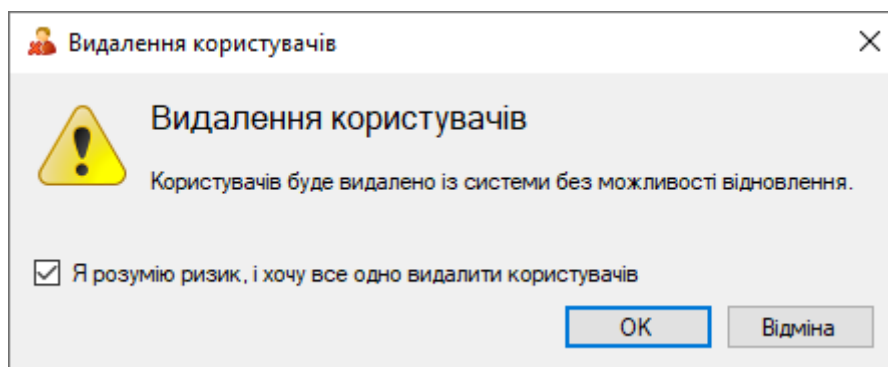 Видалення користувачів
Видалення користувачів
Користувачів буде видалено із системи без можливості відновлення.
Я розумію ризик, і хочу все одно видалити користувачів
OK
Відміна